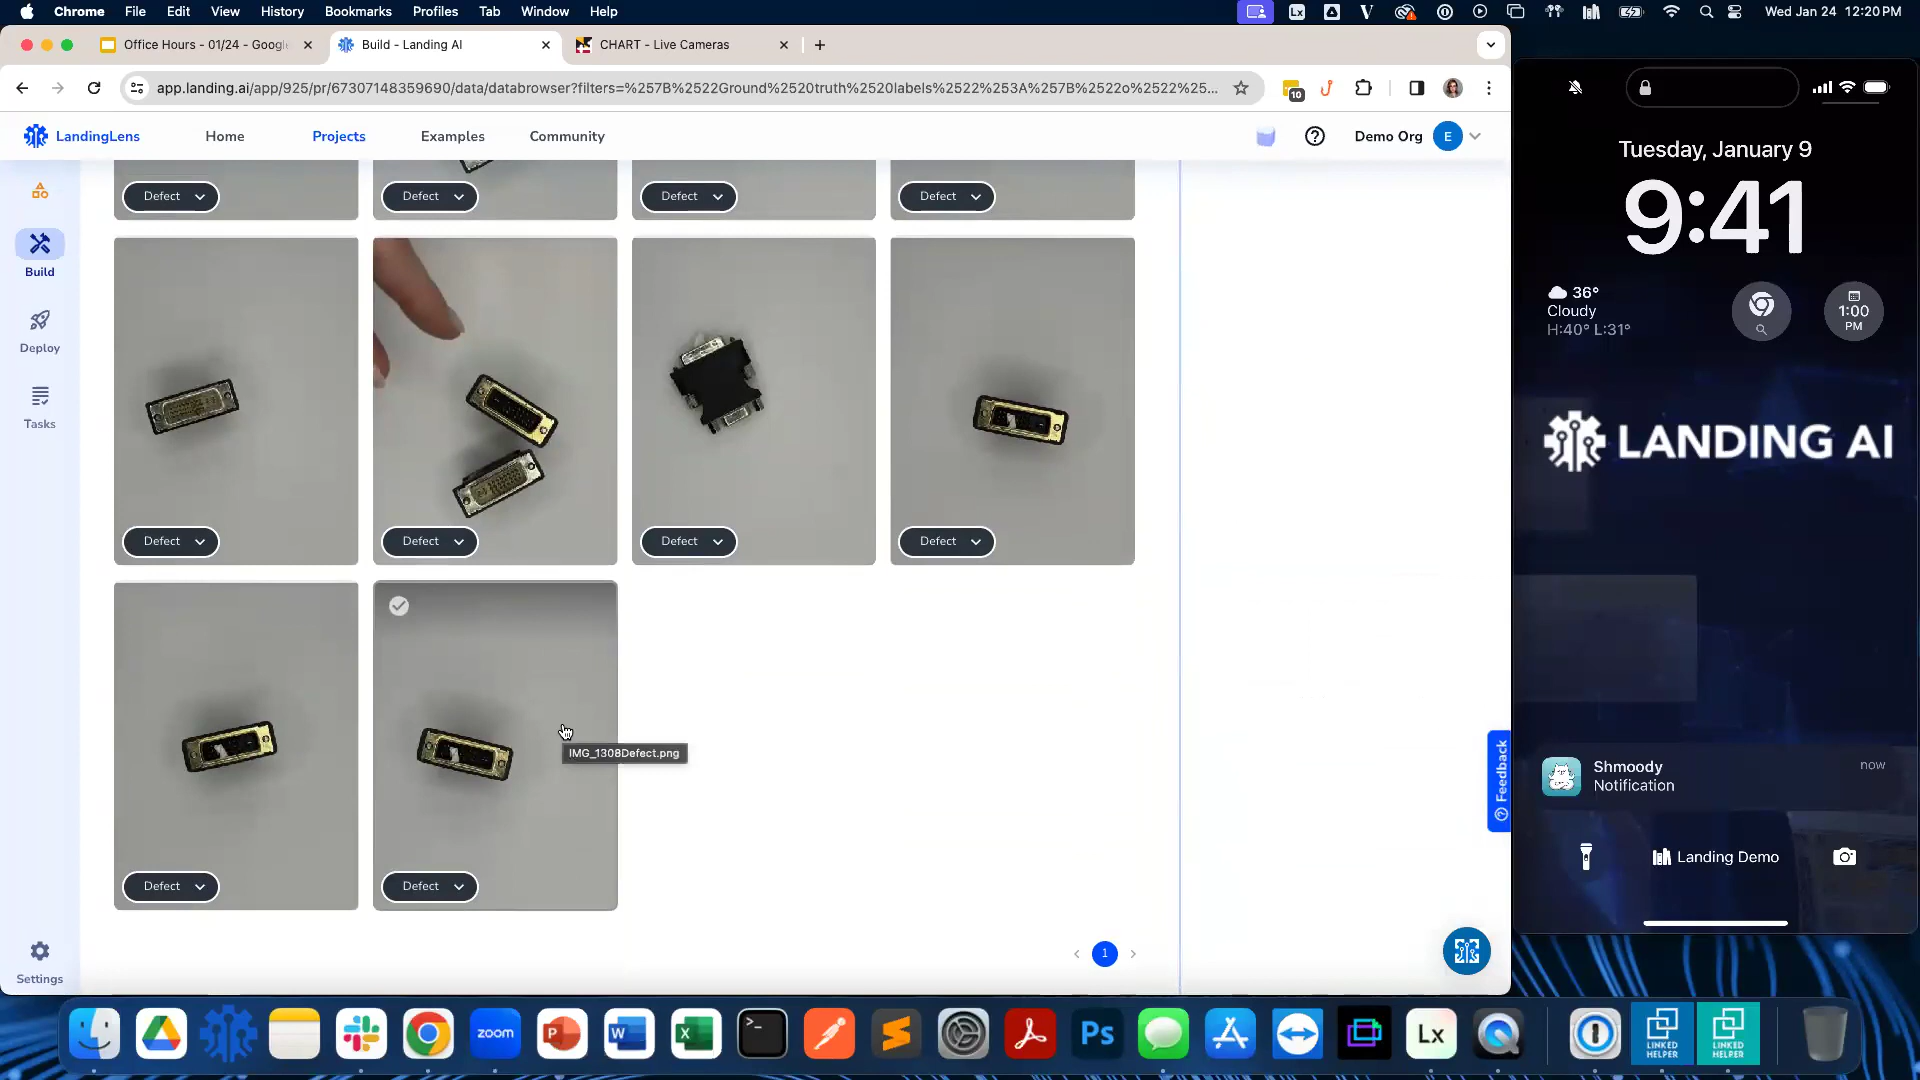 Chrome File Edit View History Bookmarks Profiles Tab Window Help
Wed Jan 24 12:20 PM
Office Hours - 01/24 - Google
Build - Landing AI
CHART - Live Cameras
app.landing.ai/app/925/pr/67307148359690/data/databrowser?filters=%257B%2522Ground%2520truth%2520labels%2522%253A%257B%2522o%2522%25...
10
LandingLens
Home
Projects
Examples
Community
Demo Org
E
Build
Deploy
Tasks
Settings
Defect
Defect
Defect
Defect
Defect
Defect
Defect
Defect
IMG_1308Defect.png
Defect
Defect
1
Feedback
Tuesday, January 9
9:41
36°
Cloudy
H:40° L:31°
1:00
PM
LANDING AI
Shmoody
now
Notification
Landing Demo
zoom
Ps
Lx
LINKED
HELPER
LINKED
HELPER